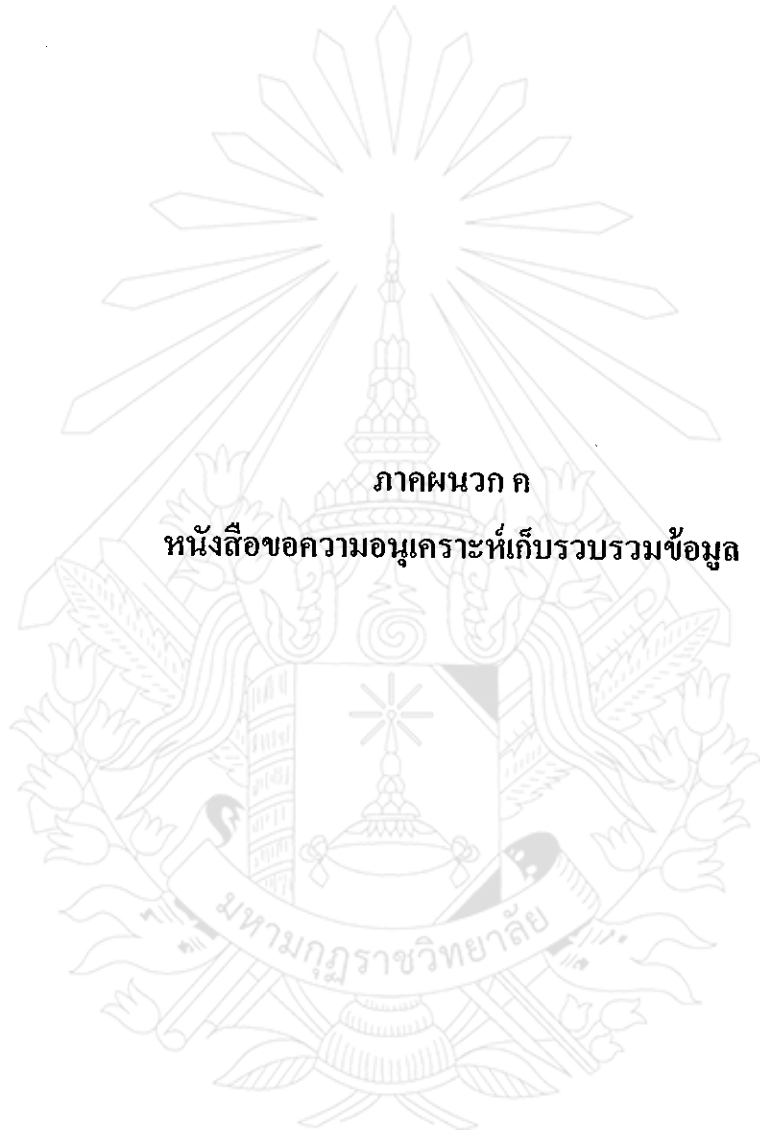 ภาคผนวก ค
หนังสือขอความอนุเคราะห์เก็บรวบรวมข้อมูล
มหามกุฏราชวิทยาลัย